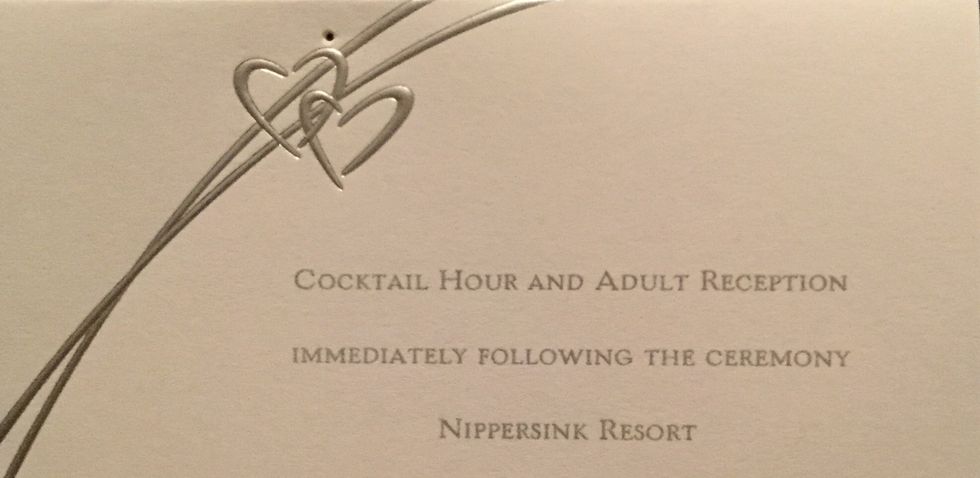 Cocktail Hour and Adult Reception
immediately following the ceremony
Nippersink Resort